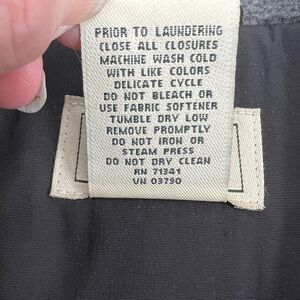 PRIOR TO LAUNDERING
CLOSE ALL CLOSURES
MACHINE WASH COLD
WITH LIKE COLORS
DELICATE CYCLE
DO NOT BLEACH OR
USE FABRIC SOFTENER
TUMBLE DRY LOW
REMOVE PROMPTLY
DO NOT IRON OR
STEAM PRESS
DO NOT DRY CLEAN
RN 71341
VN 03790